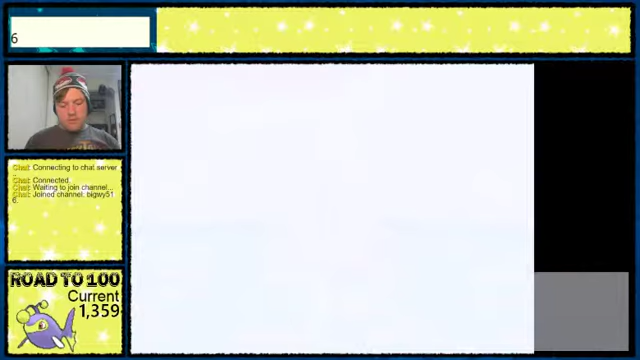 6
Chat: Connecting to chat server
.
Chat: Connected.
Chat: Waiting to join channel...
Chat: Joined channel: bigwy51
6.
ROAD TO 100
Current
1,359